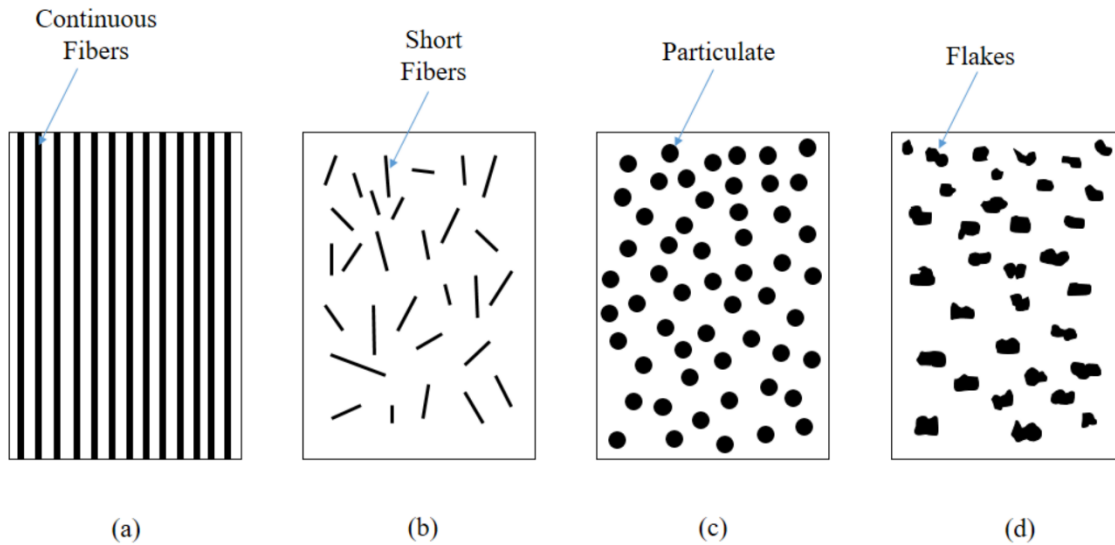 Continuous
Fibers
Short
Fibers
Particulate
Flakes
(a)
(b)
(c)
(d)